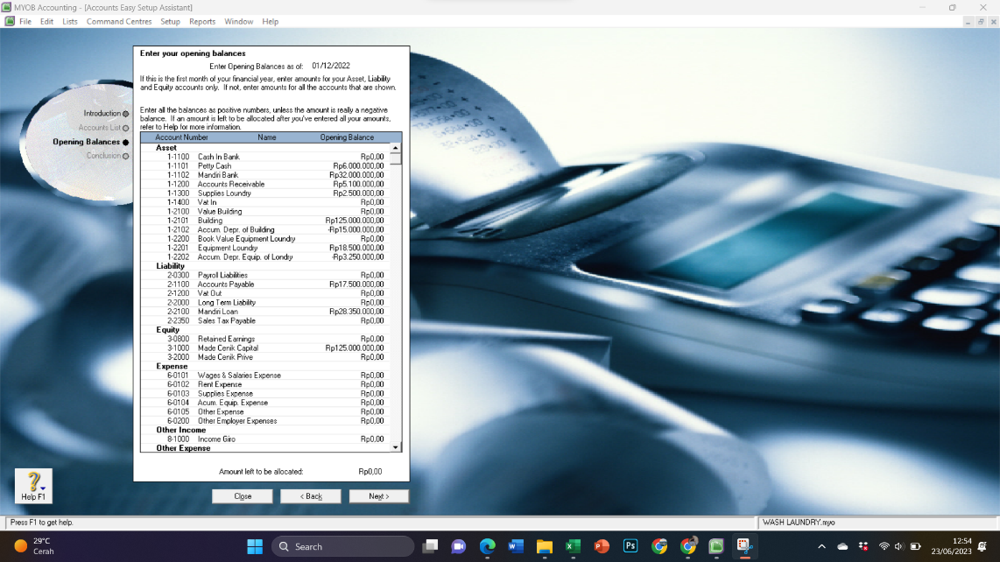 MYOB Accounting - [Accounts Easy Setup Assistant]
File Edit Lists Command Centres Setup Reports Window Help
Enter your opening balances
Enter Opening Balances as of: 01/12/2022
If this is the first month of your financial year, enter amounts for your Asset, Liability
and Equity accounts only. If not, enter amounts for all the accounts that are shown.
Enter all the balances as positive numbers, unless the amount is really a negative
balance. If an amount is left to be allocated after you've entered all your amounts,
refer to Help for more information.
Introduction
Accounts List
Opening Balances
Conclusion
Account Number Name Opening Balance
Asset
1-1100 Cash In Bank Rp0,00
1-1101 Petty Cash Rp6.000.000,00
1-1102 Mandiri Bank Rp32.000.000,00
1-1200 Accounts Receivable Rp5.100.000,00
1-1300 Supplies Loundry Rp2.500.000,00
1-1400 Vat In Rp0,00
1-2100 Value Building Rp0,00
1-2101 Building Rp125.000.000,00
1-2102 Accum. Depr. of Building -Rp15.000.000,00
1-2200 Book Value Equipment Loundry Rp0,00
1-2201 Equipment Loundry Rp18.500.000,00
1-2202 Accum. Depr. Equip. of Londry -Rp3.250.000,00
Liability
2-0300 Payroll Liabilities Rp0,00
2-1100 Accounts Payable Rp17.500.000,00
2-1200 Vat Out Rp0,00
2-2000 Long Term Liability Rp0,00
2-2100 Mandiri Loan Rp28.350.000,00
2-2350 Sales Tax Payable Rp0,00
Equity
3-0800 Retained Earnings Rp0,00
3-1000 Made Cenik Capital Rp125.000.000,00
3-2000 Made Cenik Prive Rp0,00
Expense
6-0101 Wages & Salaries Expense Rp0,00
6-0102 Rent Expense Rp0,00
6-0103 Supplies Expense Rp0,00
6-0104 Acum. Equip. Expense Rp0,00
6-0105 Other Expense Rp0,00
6-0200 Other Employer Expenses Rp0,00
Other Income
8-1000 Income Giro Rp0,00
Other Expense
Amount left to be allocated: Rp0,00
Close < Back Next >
Help F1
Press F1 to get help. WASH LAUNDRY.myo
29°C
Cerah
Search
12:54
23/06/2023